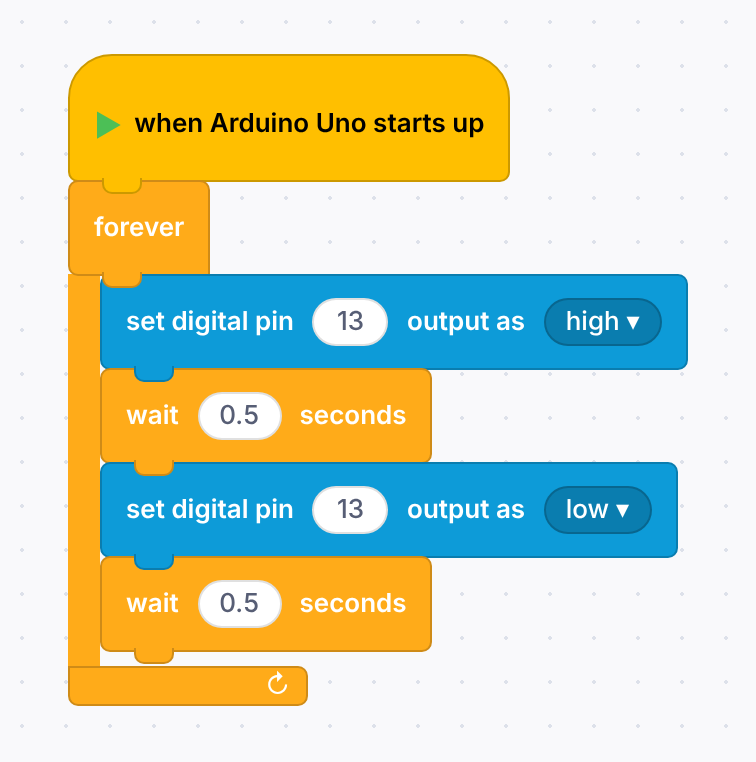 when Arduino Uno starts up
forever
set digital pin 13 output as high ▾
wait 0.5 seconds
set digital pin 13 output as low ▾
wait 0.5 seconds